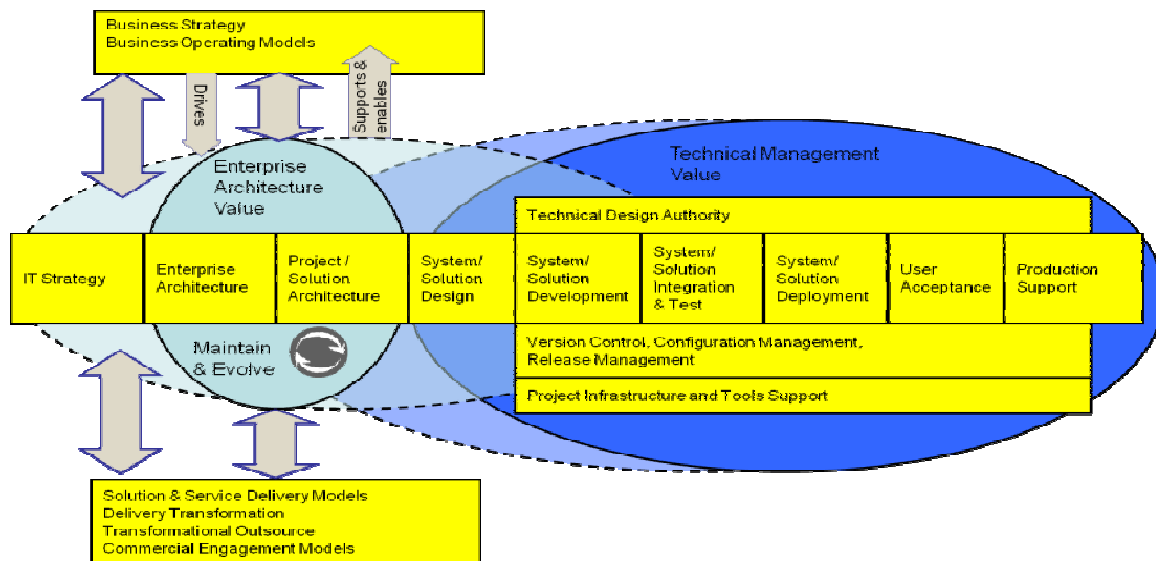 Business Strategy
Business Operating Models
Drives
Supports &
enables
Enterprise
Architecture
Value
Technical Management
Value
Technical Design Authority
IT Strategy
Enterprise
Architecture
Project /
Solution
Architecture
System/
Solution
Design
System/
Solution
Development
System/
Solution
Integration
& Test
System/
Solution
Deployment
User
Acceptance
Production
Support
Maintain
& Evolve
Version Control, Configuration Management,
Release Management
Project Infrastructure and Tools Support
Solution & Service Delivery Models
Delivery Transformation
Transformational Outsource
Commercial Engagement Models